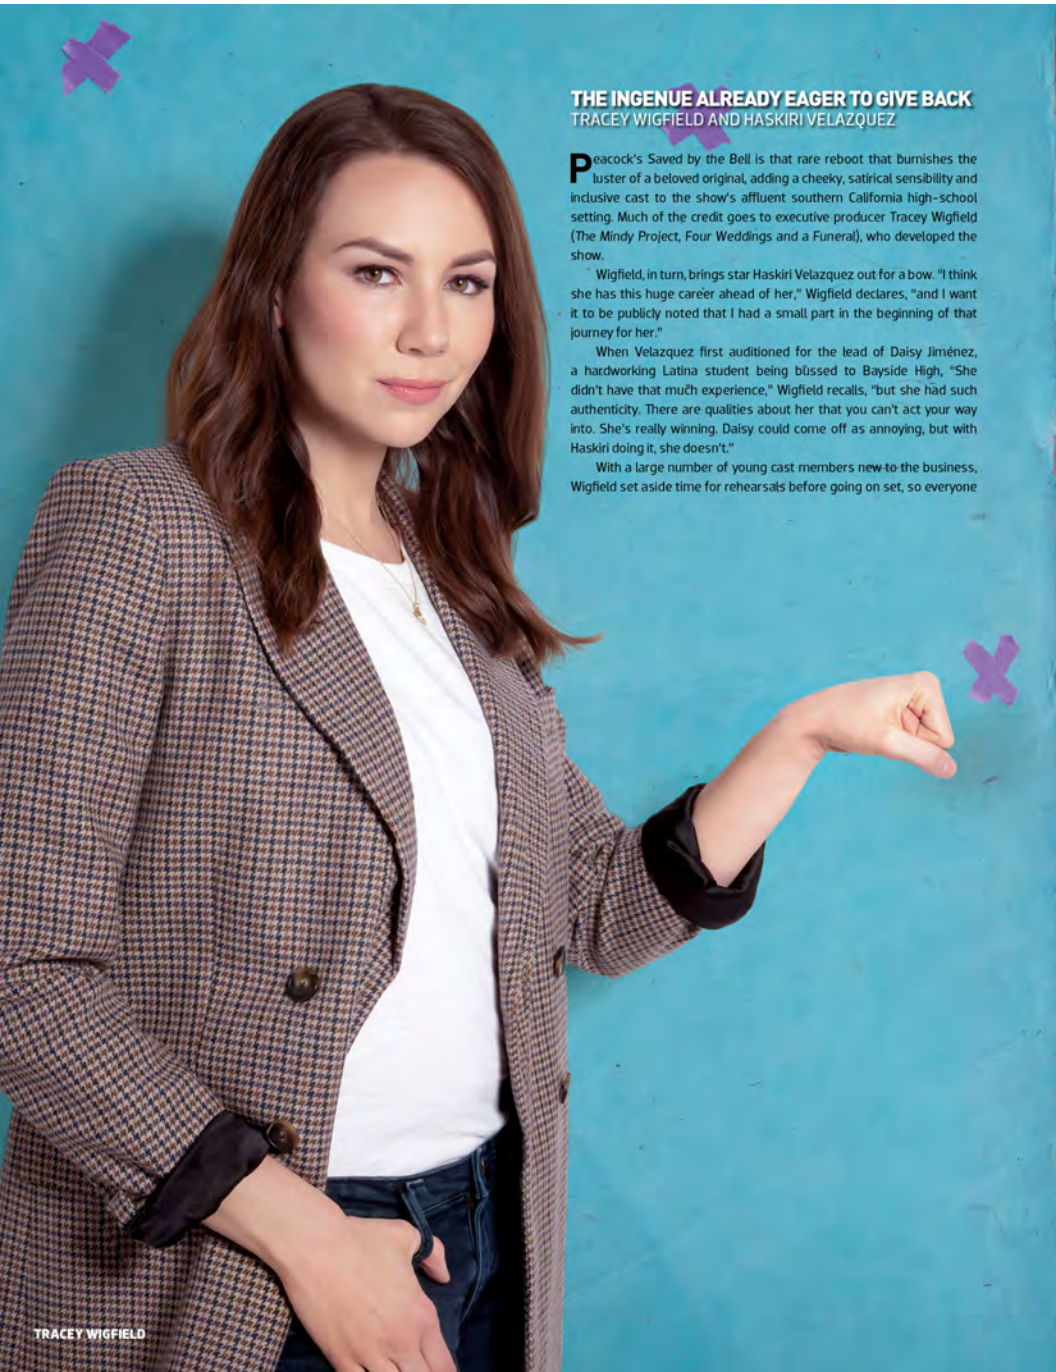 THE INGENUE ALREADY EAGER TO GIVE BACK
TRACEY WIGFIELD AND HASKIRI VELAZQUEZ
Peacock's Saved by the Bell is that rare reboot that burnishes the
luster of a beloved original, adding a cheeky, satirical sensibility and
inclusive cast to the show's affluent southern California high-school
setting. Much of the credit goes to executive producer Tracey Wigfield
(The Mindy Project, Four Weddings and a Funeral), who developed the
show.
Wigfield, in turn, brings star Haskiri Velazquez out for a bow. "I think
she has this huge career ahead of her," Wigfield declares, "and I want
it to be publicly noted that I had a small part in the beginning of that
journey for her."
When Velazquez first auditioned for the lead of Daisy Jiménez,
a hardworking Latina student being bussed to Bayside High, "She
didn't have that much experience," Wigfield recalls, "but she had such
authenticity. There are qualities about her that you can't act your way
into. She's really winning. Daisy could come off as annoying, but with
Haskiri doing it, she doesn't."
With a large number of young cast members new to the business,
Wigfield set aside time for rehearsals before going on set, so everyone
TRACEY WIGFIELD